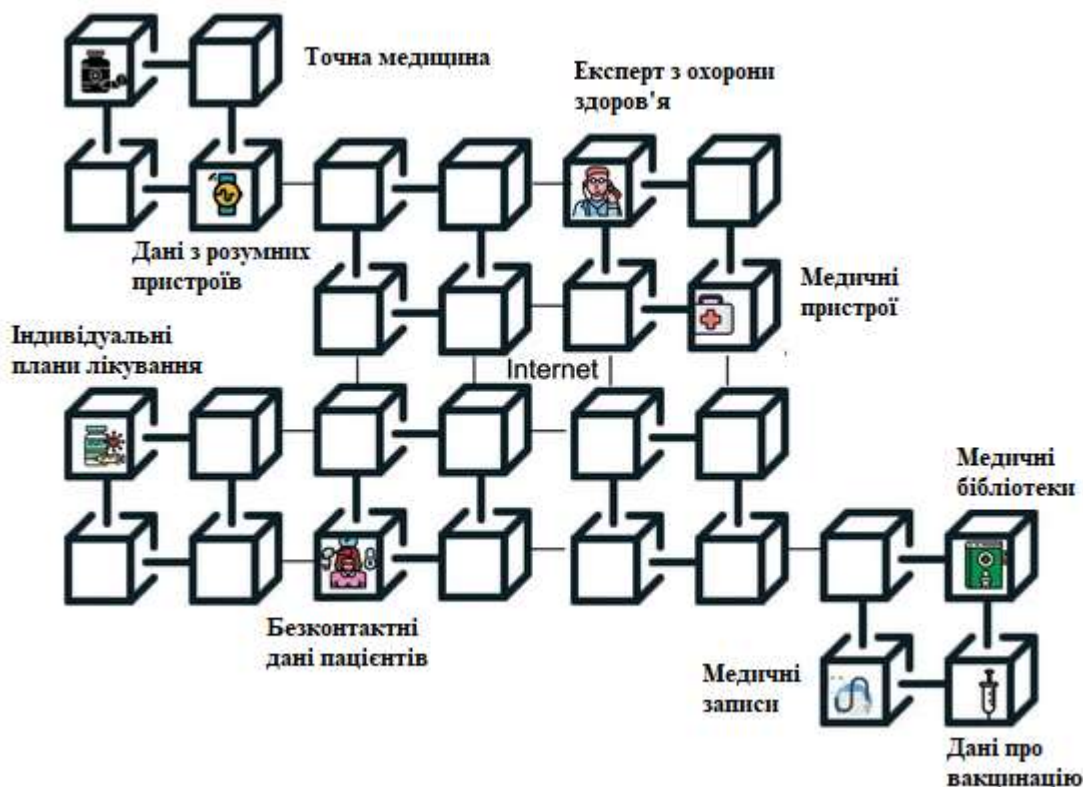 Точна медицина
Експерт з охорони
здоров'я
Дані з розумних
пристроїв
Медичні
пристрої
Індивідуальні
плани лікування
Internet
Медичні
бібліотеки
Безконтактні
дані пацієнтів
Медичні
записи
Дані про
вакцинацію